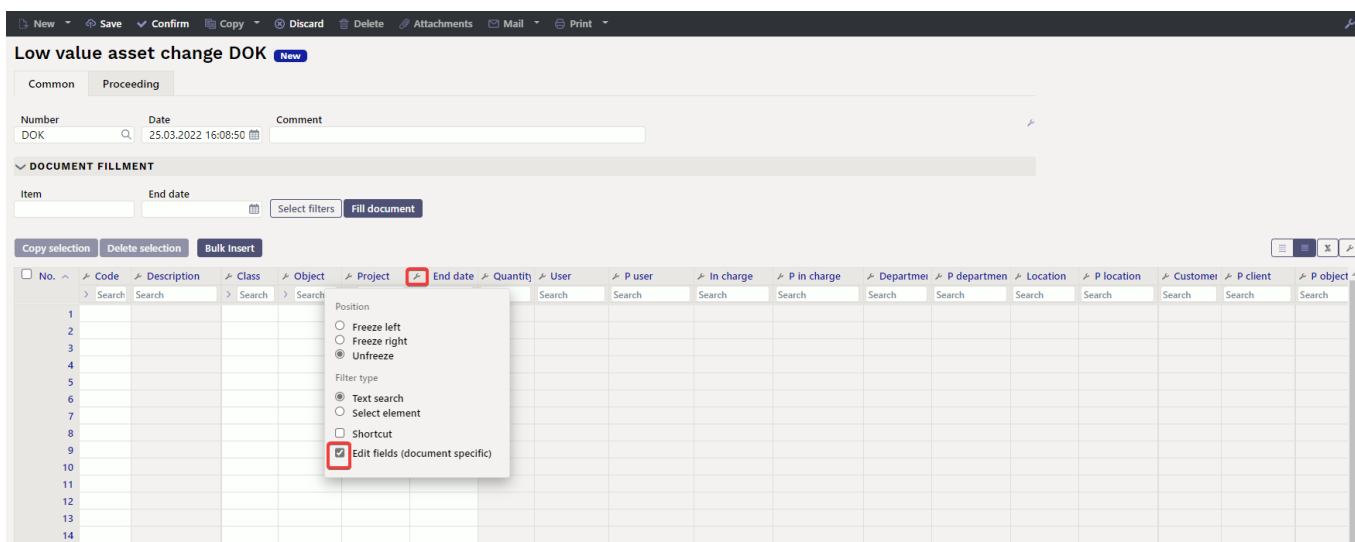 New Save Confirm Copy Discard Delete Attachments Mail Print
Low value asset change DOK New
Common Proceeding
Number Date Comment
DOK 25.03.2022 16:08:50
DOCUMENT FILLMENT
Item End date
Select filters Fill document
Copy selection Delete selection Bulk Insert
No. Code Description Class Object Project End date Quantity User P user In charge P in charge Departmen P departmen Location P location Customer P client P object
Search Search Search Search Search Search Search Search Search Search Search Search Search Search Search
1
2
3
4
5
6
7
8
9
10
11
12
13
14
Position
Freeze left
Freeze right
Unfreeze
Filter type
Text search
Select element
Shortcut
Edit fields (document specific)